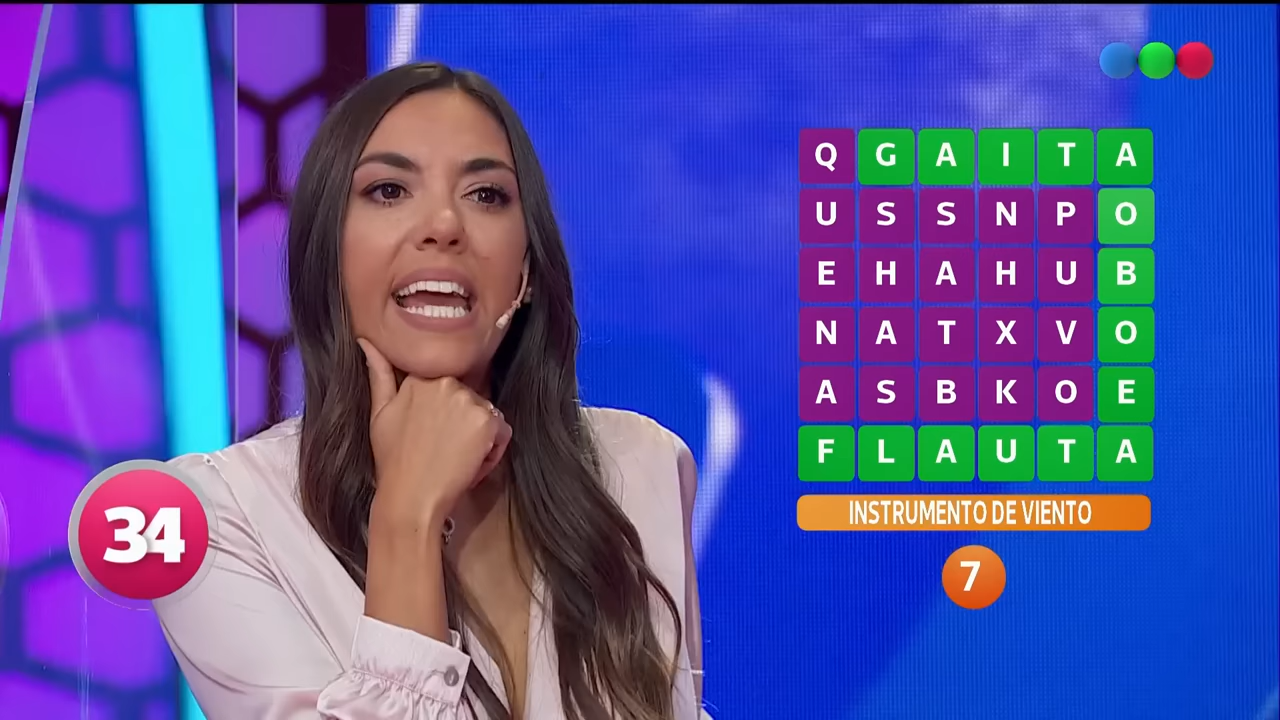 Q G A I T A
U S S N P O
E H A H U B
N A T X V O
A S B K O E
F L A U T A
INSTRUMENTO DE VIENTO
34
7